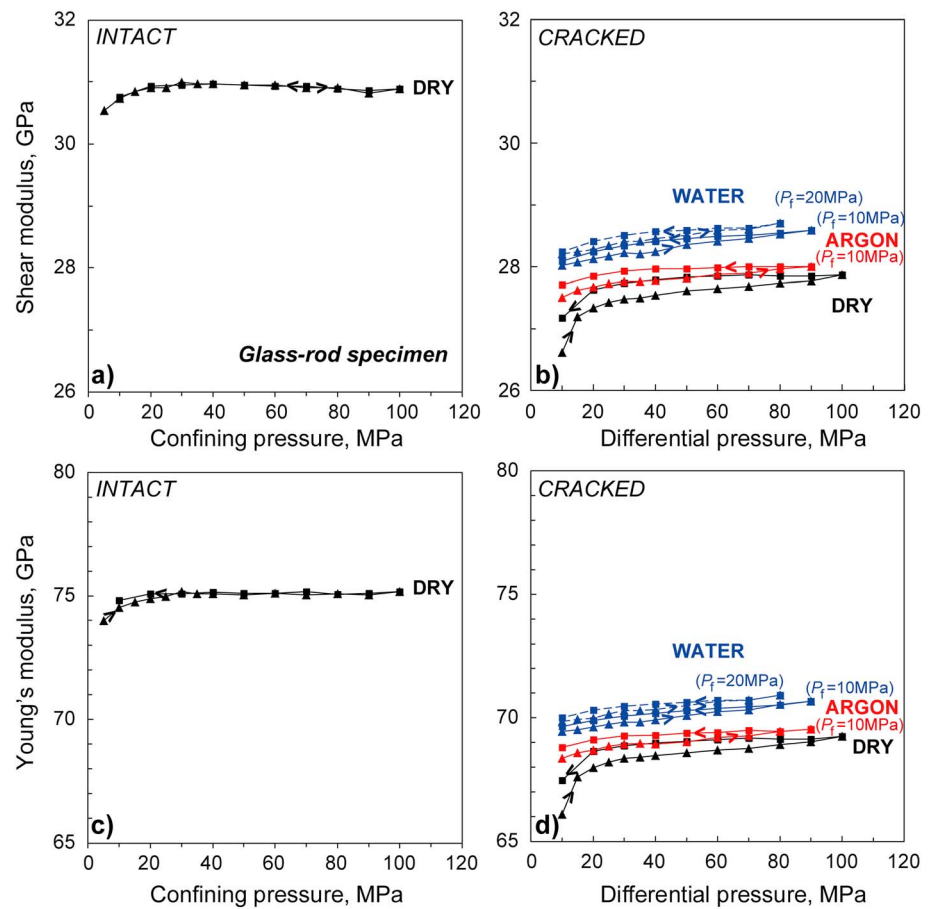 INTACT
DRY
Glass-rod specimen
a)
Shear modulus, GPa
32
30
28
26
0 20 40 60 80 100 120
Confining pressure, MPa
CRACKED
WATER
(Pf=20MPa)
(Pf=10MPa)
ARGON
(Pf=10MPa)
DRY
b)
32
30
28
26
0 20 40 60 80 100 120
Differential pressure, MPa
INTACT
DRY
c)
Young's modulus, GPa
80
75
70
65
0 20 40 60 80 100 120
Confining pressure, MPa
CRACKED
WATER
(Pf=20MPa)
(Pf=10MPa)
ARGON
(Pf=10MPa)
DRY
d)
80
75
70
65
0 20 40 60 80 100 120
Differential pressure, MPa